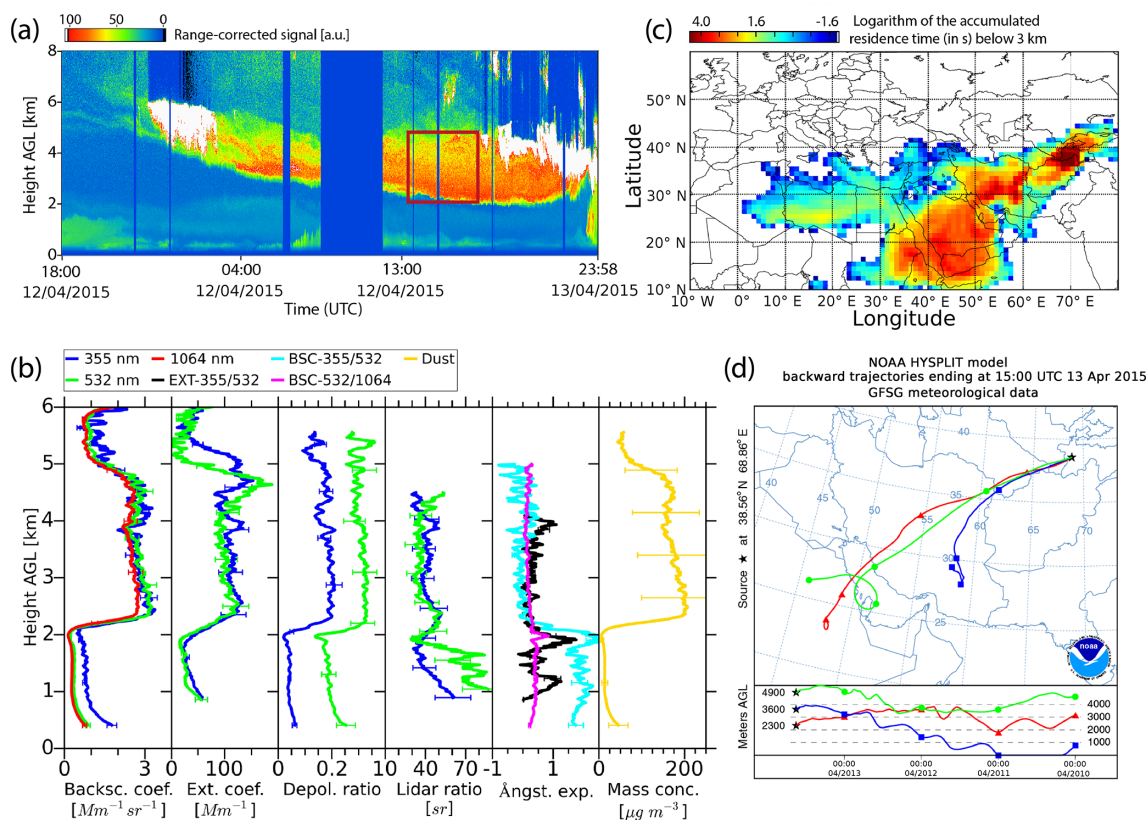 (a)
100 50 0
Range-corrected signal [a.u.]
Height AGL [km]
8
6
4
2
0
18:00 04:00 13:00 23:58
12/04/2015 12/04/2015 12/04/2015 13/04/2015
Time (UTC)
(c)
4.0 1.6 -1.6
Logarithm of the accumulated
residence time (in s) below 3 km
Latitude
50° N
40° N
30° N
20° N
10° N
10° W 0° E 10° E 20° E 30° E 40° E 50° E 60° E 70° E
Longitude
(b)
355 nm 1064 nm BSC-355/532 Dust
532 nm EXT-355/532 BSC-532/1064
Height AGL [km]
6
5
4
3
2
1
0
0 3 0 100 0.0 0.2 10 70 -1 1 0 200
Backsc. coef. Ext. coef. Depol. ratio Lidar ratio Ångst. exp. Mass conc.
[Mm⁻¹ sr⁻¹] [Mm⁻¹] [sr] [μg m⁻³]
(d)
NOAA HYSPLIT model
backward trajectories ending at 15:00 UTC 13 Apr 2015
GFSG meteorological data
Source ★ at 38.56° N 68.86° E
40
40
45
50
55
35
35
60
65
70
30
30
25
noaa
Meters AGL
4900
3600
2300
4000
3000
2000
1000
00:00 00:00 00:00 00:00
04/2013 04/2012 04/2011 04/2010